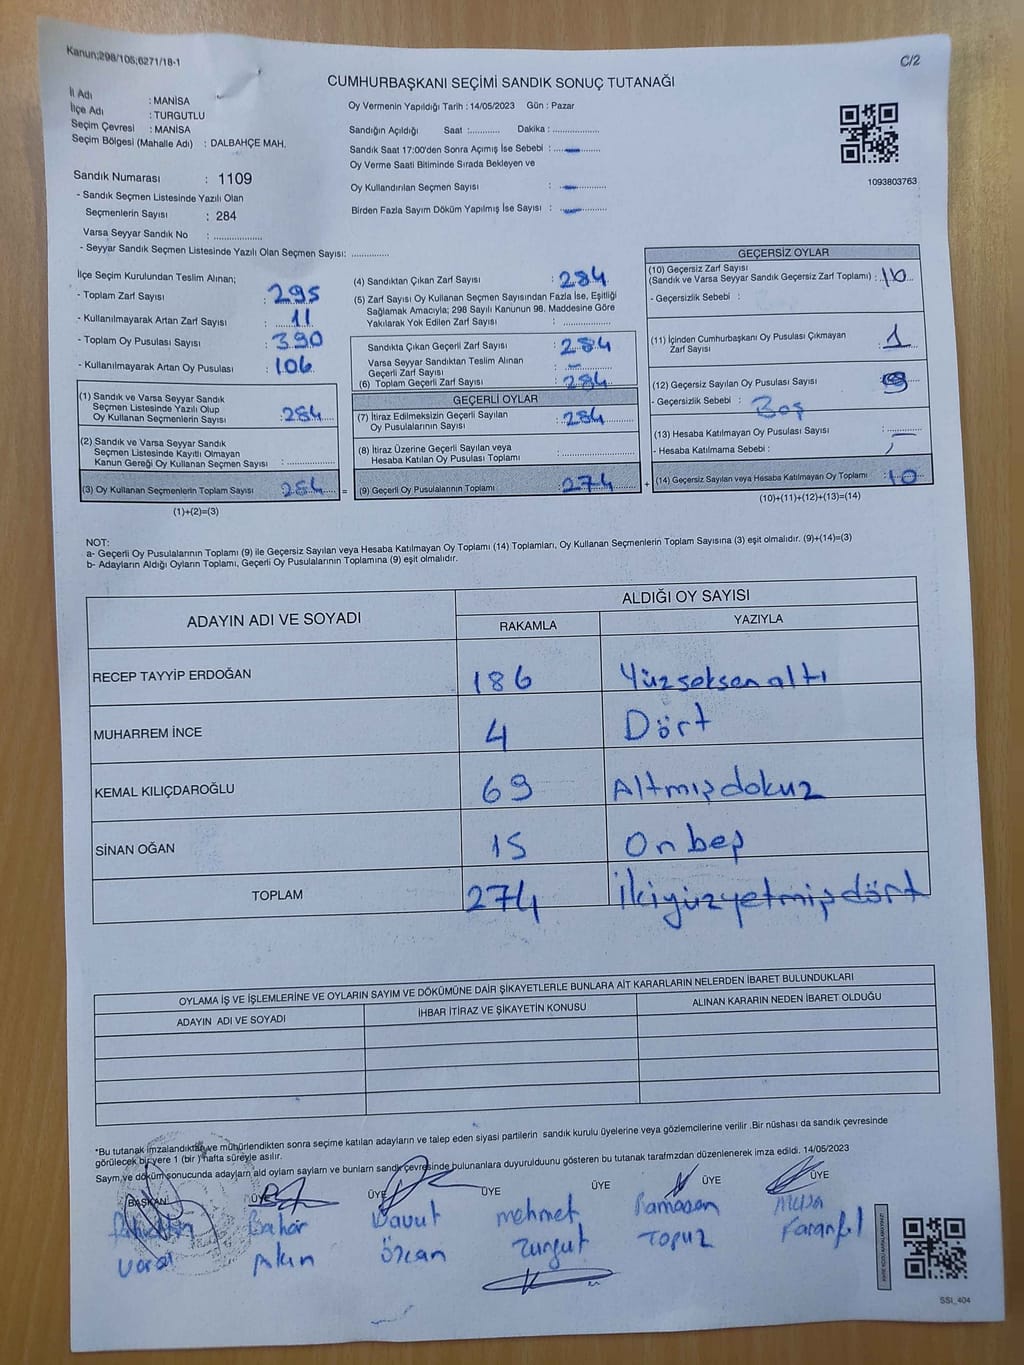 Kanun;298/105;6271/18-1
C/2
CUMHURBAŞKANI SEÇİMİ SANDIK SONUÇ TUTANAĞI
İl Adı : MANİSA
İlçe Adı : TURGUTLU
Seçim Çevresi : MANİSA
Seçim Bölgesi (Mahalle Adı) : DALBAHÇE MAH.
Oy Vermenin Yapıldığı Tarih : 14/05/2023 Gün : Pazar
Sandığın Açıldığı Saat :........... Dakika : ..................
Sandık Saat 17:00'den Sonra Açımış İse Sebebi : ..................
Oy Verme Saati Bitiminde Sırada Bekleyen ve
Oy Kullandırılan Seçmen Sayısı : ..................
Birden Fazla Sayım Döküm Yapılmış İse Sayısı : ..................
1093803763
Sandık Numarası : 1109
- Sandık Seçmen Listesinde Yazılı Olan
Seçmenlerin Sayısı : 284
Varsa Seyyar Sandık No : ..................
- Seyyar Sandık Seçmen Listesinde Yazılı Olan Seçmen Sayısı: ..............
İlçe Seçim Kurulundan Teslim Alınan;
- Toplam Zarf Sayısı : 295
- Kullanılmayarak Artan Zarf Sayısı : 11
- Toplam Oy Pusulası Sayısı : 390
- Kullanılmayarak Artan Oy Pusulası : 106
(1) Sandık ve Varsa Seyyar Sandık
Seçmen Listesinde Yazılı Olup
Oy Kullanan Seçmenlerin Sayısı : 284
(2) Sandık ve Varsa Seyyar Sandık
Seçmen Listesinde Kayıtlı Olmayan
Kanun Gereği Oy Kullanan Seçmen Sayısı : ..................
(3) Oy Kullanan Seçmenlerin Toplam Sayısı : 284 =
(1)+(2)=(3)
(4) Sandıktan Çıkan Zarf Sayısı : 284
(5) Zarf Sayısı Oy Kullanan Seçmen Sayısından Fazla İse, Eşitliği
Sağlamak Amacıyla; 298 Sayılı Kanunun 98. Maddesine Göre
Yakılarak Yok Edilen Zarf Sayısı : ..................
Sandıkta Çıkan Geçerli Zarf Sayısı : 284
Varsa Seyyar Sandıktan Teslim Alınan
Geçerli Zarf Sayısı : -
(6) Toplam Geçerli Zarf Sayısı : 284
GEÇERLİ OYLAR
(7) İtiraz Edilmeksizin Geçerli Sayılan
Oy Pusulalarının Sayısı : 284
(8) İtiraz Üzerine Geçerli Sayılan veya
Hesaba Katılan Oy Pusulası Toplamı : ..................
(9) Geçerli Oy Pusulalarının Toplamı : 274 +
GEÇERSİZ OYLAR
(10) Geçersiz Zarf Sayısı
(Sandık ve Varsa Seyyar Sandık Geçersiz Zarf Toplamı) : 10
- Geçersizlik Sebebi :
(11) İçinden Cumhurbaşkanı Oy Pusulası Çıkmayan
Zarf Sayısı : 1
(12) Geçersiz Sayılan Oy Pusulası Sayısı : 9
- Geçersizlik Sebebi : Boş
(13) Hesaba Katılmayan Oy Pusulası Sayısı : ..............
- Hesaba Katılmama Sebebi :
(14) Geçersiz Sayılan veya Hesaba Katılmayan Oy Toplamı : 10
(10)+(11)+(12)+(13)=(14)
NOT:
a- Geçerli Oy Pusulalarının Toplamı (9) ile Geçersiz Sayılan veya Hesaba Katılmayan Oy Toplamı (14) Toplamları, Oy Kullanan Seçmenlerin Toplam Sayısına (3) eşit olmalıdır. (9)+(14)=(3)
b- Adayların Aldığı Oyların Toplamı, Geçerli Oy Pusulalarının Toplamına (9) eşit olmalıdır.
ADAYIN ADI VE SOYADI
ALDIĞI OY SAYISI
RAKAMLA YAZIYLA
RECEP TAYYİP ERDOĞAN 186 Yüzseksenaltı
MUHARREM İNCE 4 Dört
KEMAL KILIÇDAROĞLU 69 Altmışdokuz
SİNAN OĞAN 15 Onbeş
TOPLAM 274 İkiyüzyetmişdört
OYLAMA İŞ VE İŞLEMLERİNE VE OYLARIN SAYIM VE DÖKÜMÜNE DAİR ŞİKAYETLERLE BUNLARA AİT KARARLARIN NELERDEN İBARET BULUNDUKLARI
ADAYIN ADI VE SOYADI İHBAR İTİRAZ VE ŞİKAYETİN KONUSU ALINAN KARARIN NEDEN İBARET OLDUĞU
*Bu tutanak imzalandıktan ve mühürlendikten sonra seçime katılan adayların ve talep eden siyasi partilerin sandık kurulu üyelerine veya gözlemcilerine verilir .Bir nüshası da sandık çevresinde
görülecek bir yere 1 (bir ) hafta süreyle asılır.
Sayım ve döküm sonucunda adayların aldı oyların sayların ve bunların sandk çevresinde bulunanlara duyurulduunu gösteren bu tutanak tarafmzdan düzenlenerek imza edildi. 14/05/2023
BAŞKAN ÜYE ÜYE ÜYE ÜYE ÜYE ÜYE
Bahar Davut mehmet Ramazan Musa
Vural Akın Özcan Turgut Topuz Karanfil
SSI_404